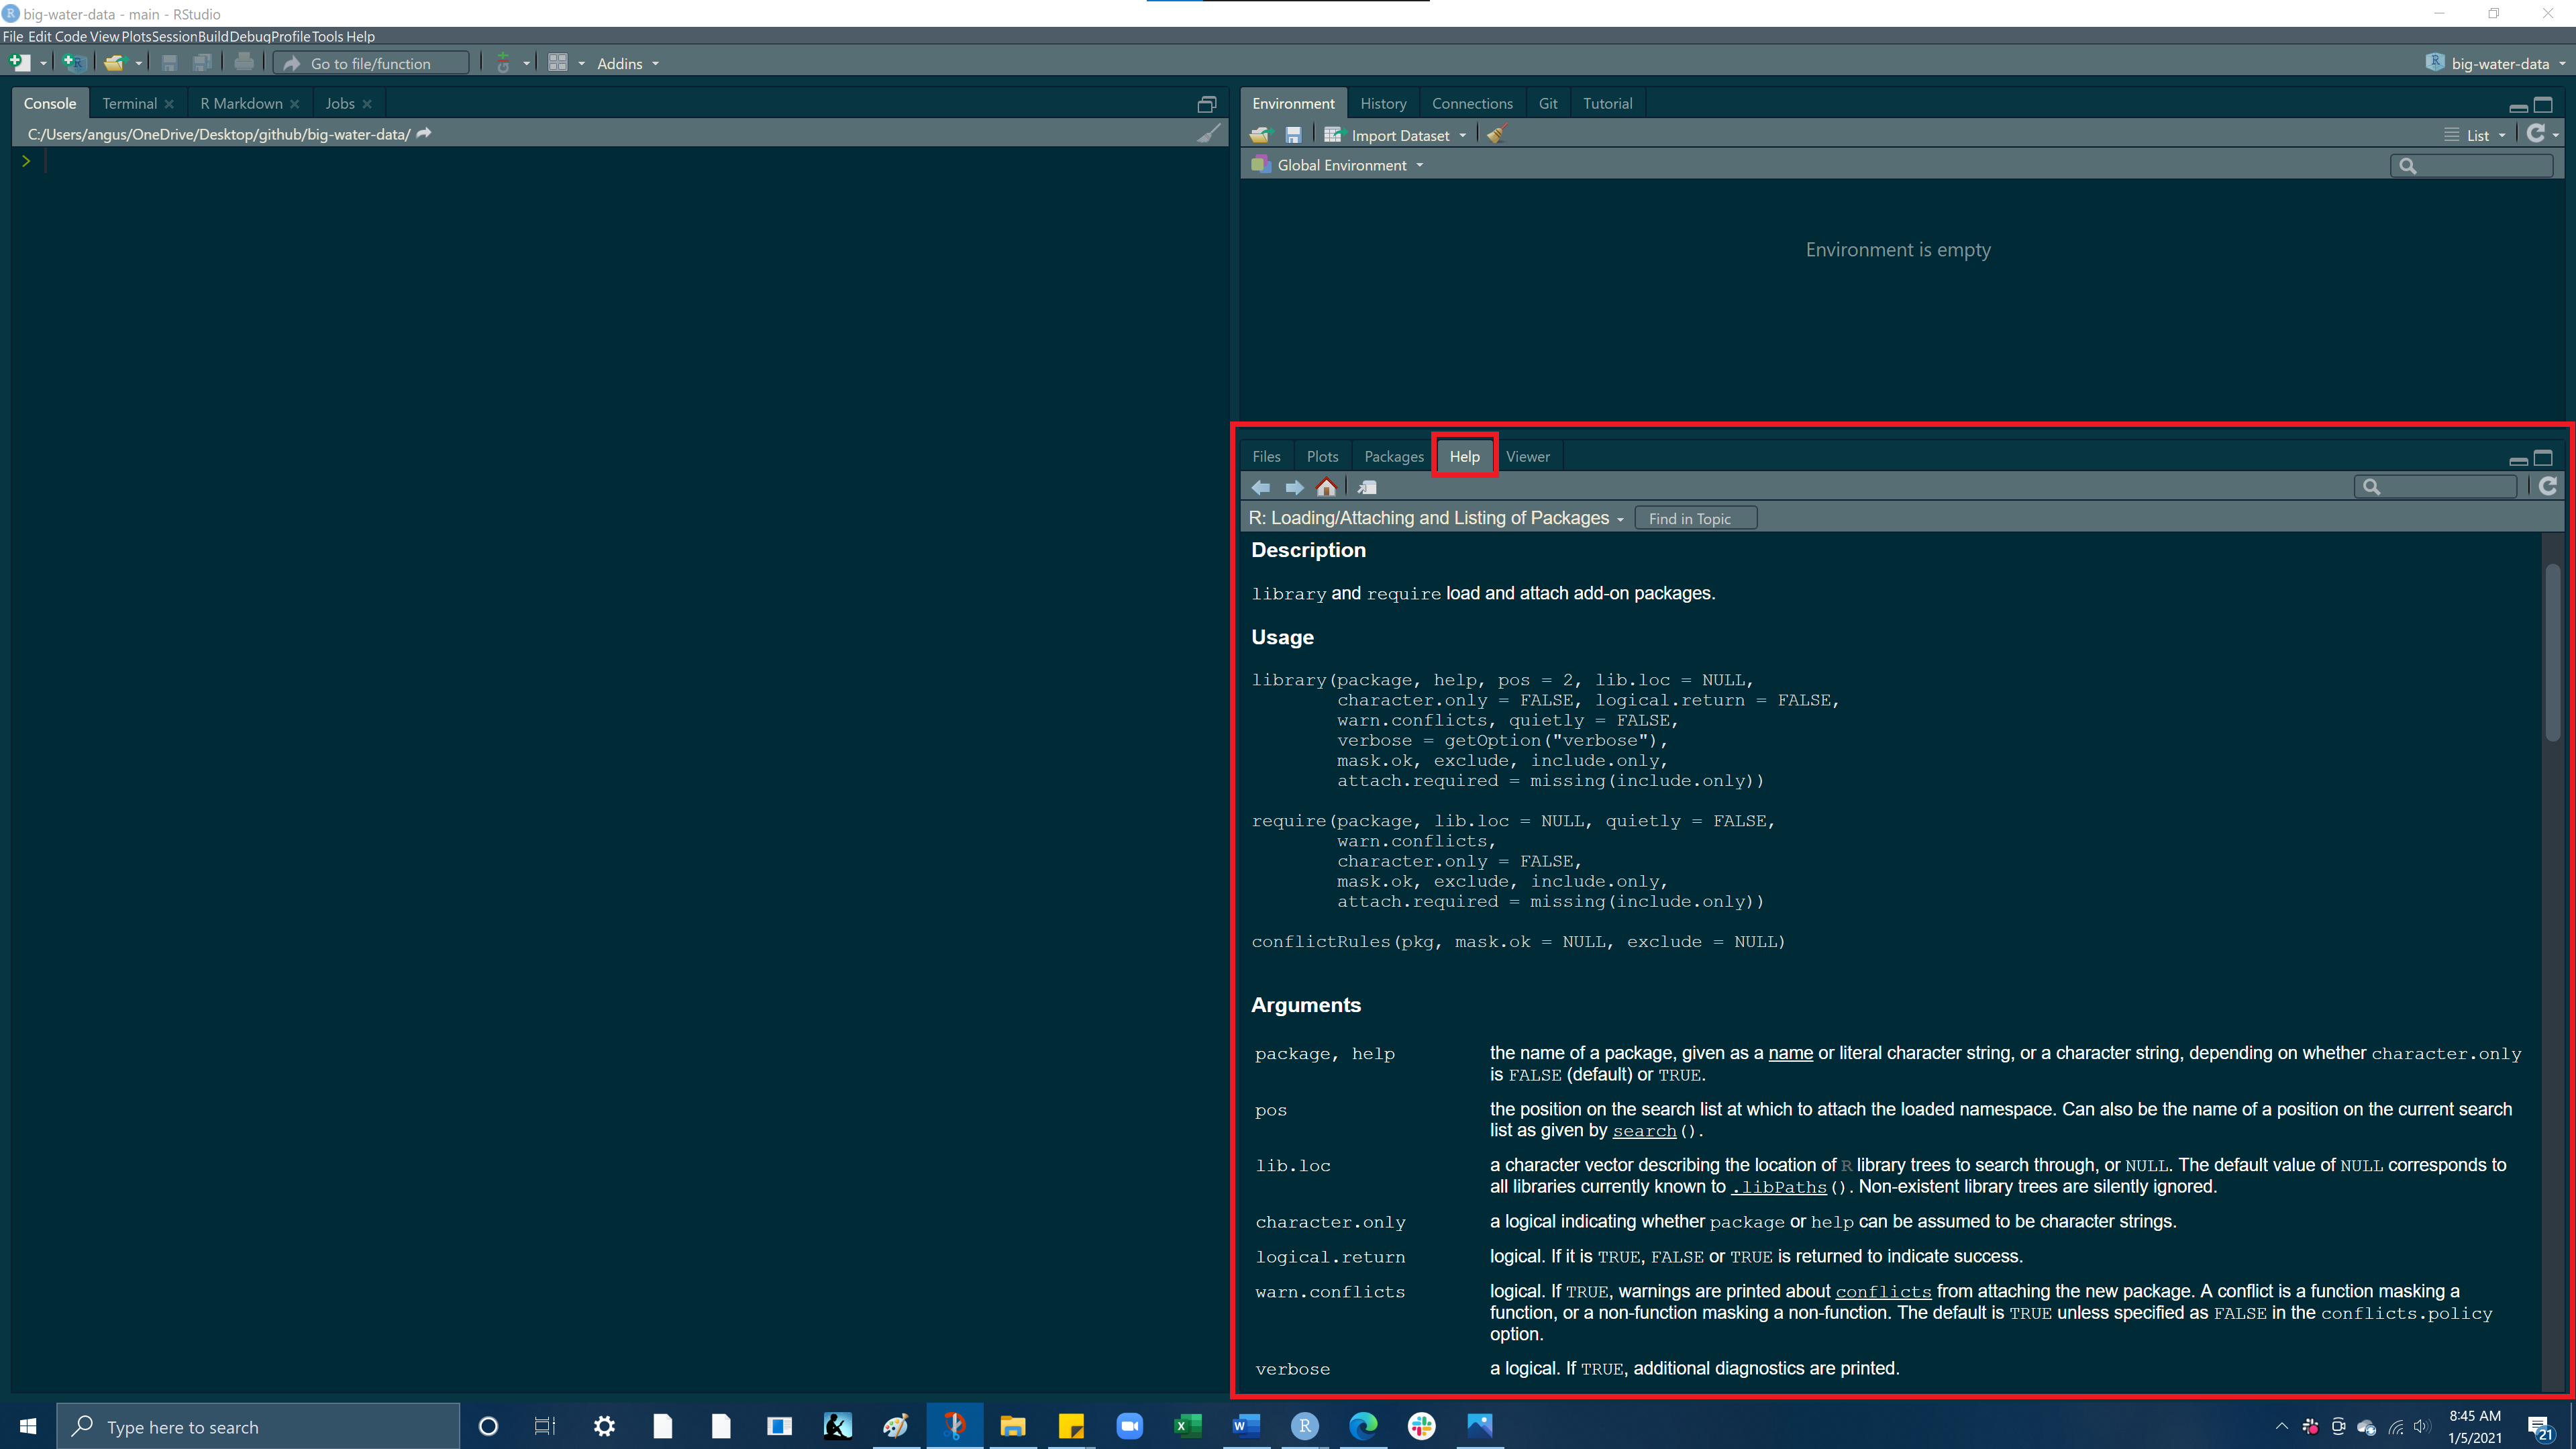 big-water-data - main - RStudio
File Edit Code View Plots Session Build Debug Profile Tools Help
Go to file/function
Addins
big-water-data
Console Terminal R Markdown Jobs
C:/Users/angus/OneDrive/Desktop/github/big-water-data/
>
Environment History Connections Git Tutorial
Import Dataset
List
Global Environment
Environment is empty
Files Plots Packages Help Viewer
R: Loading/Attaching and Listing of Packages
Find in Topic
Description
library and require load and attach add-on packages.
Usage
library(package, help, pos = 2, lib.loc = NULL,
character.only = FALSE, logical.return = FALSE,
warn.conflicts, quietly = FALSE,
verbose = getOption("verbose"),
mask.ok, exclude, include.only,
attach.required = missing(include.only))
require(package, lib.loc = NULL, quietly = FALSE,
warn.conflicts,
character.only = FALSE,
mask.ok, exclude, include.only,
attach.required = missing(include.only))
conflictRules(pkg, mask.ok = NULL, exclude = NULL)
Arguments
package, help the name of a package, given as a name or literal character string, or a character string, depending on whether character.only
is FALSE (default) or TRUE.
pos the position on the search list at which to attach the loaded namespace. Can also be the name of a position on the current search
list as given by search().
lib.loc a character vector describing the location of R library trees to search through, or NULL. The default value of NULL corresponds to
all libraries currently known to .libPaths(). Non-existent library trees are silently ignored.
character.only a logical indicating whether package or help can be assumed to be character strings.
logical.return logical. If it is TRUE, FALSE or TRUE is returned to indicate success.
warn.conflicts logical. If TRUE, warnings are printed about conflicts from attaching the new package. A conflict is a function masking a
function, or a non-function masking a non-function. The default is TRUE unless specified as FALSE in the conflicts.policy
option.
verbose a logical. If TRUE, additional diagnostics are printed.
Type here to search
8:45 AM
1/5/2021
21